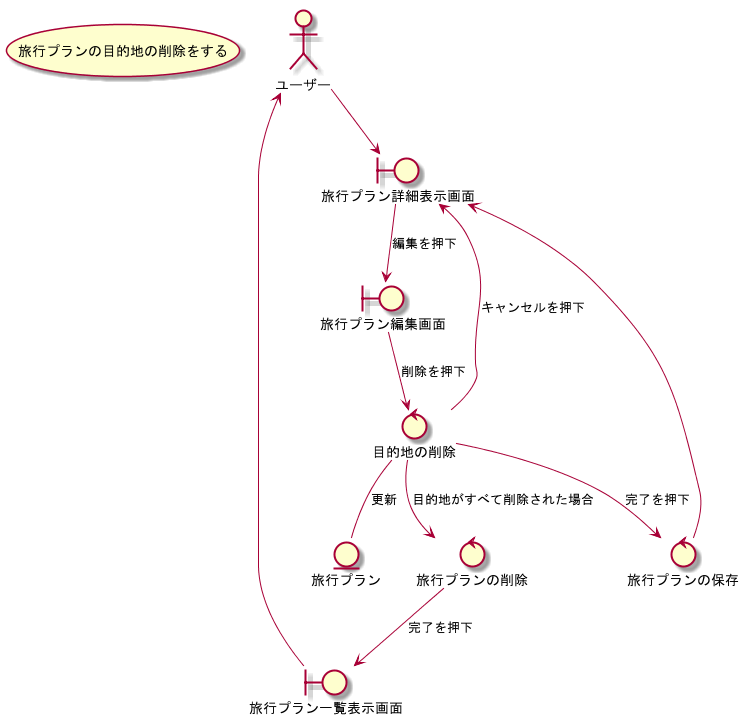 旅行プランの目的地の削除をする
ユーザー
旅行プラン詳細表示画面
編集を押下
キャンセルを押下
旅行プラン編集画面
削除を押下
目的地の削除
更新
目的地がすべて削除された場合
完了を押下
旅行プラン
旅行プランの削除
旅行プランの保存
完了を押下
旅行プラン一覧表示画面